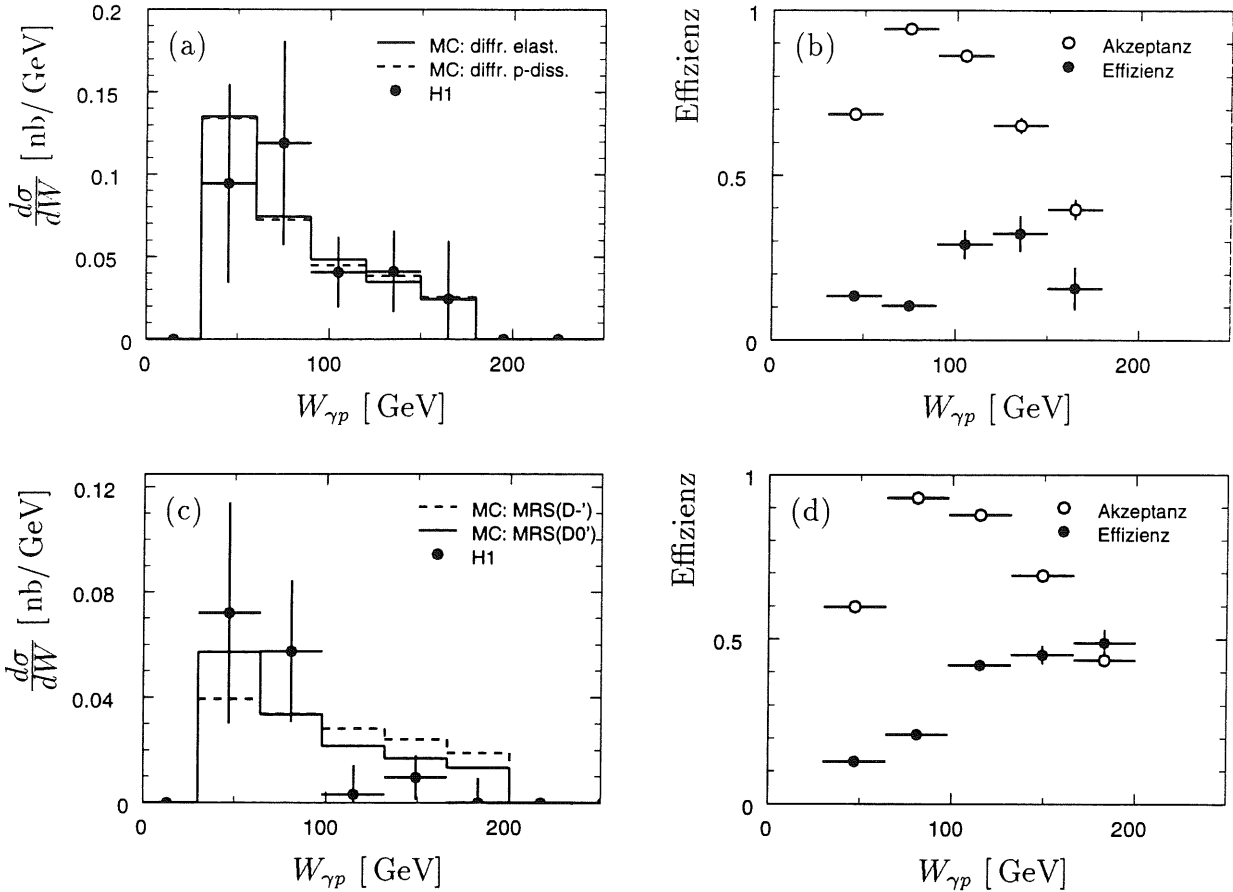 (a)
MC: diffr. elast.
MC: diffr. p-diss.
H1
dσ/dW [nb/GeV]
0.15
0.1
0.05
0
0
100
200
W_γp [GeV]
(b)
Akzeptanz
Effizienz
Effizienz
1
0.5
0
0
100
200
W_γp [GeV]
(c)
MC: MRS(D-')
MC: MRS(D0')
H1
dσ/dW [nb/GeV]
0.12
0.08
0.04
0
0
100
200
W_γp [GeV]
(d)
Akzeptanz
Effizienz
Effizienz
1
0.5
0
0
100
200
W_γp [GeV]